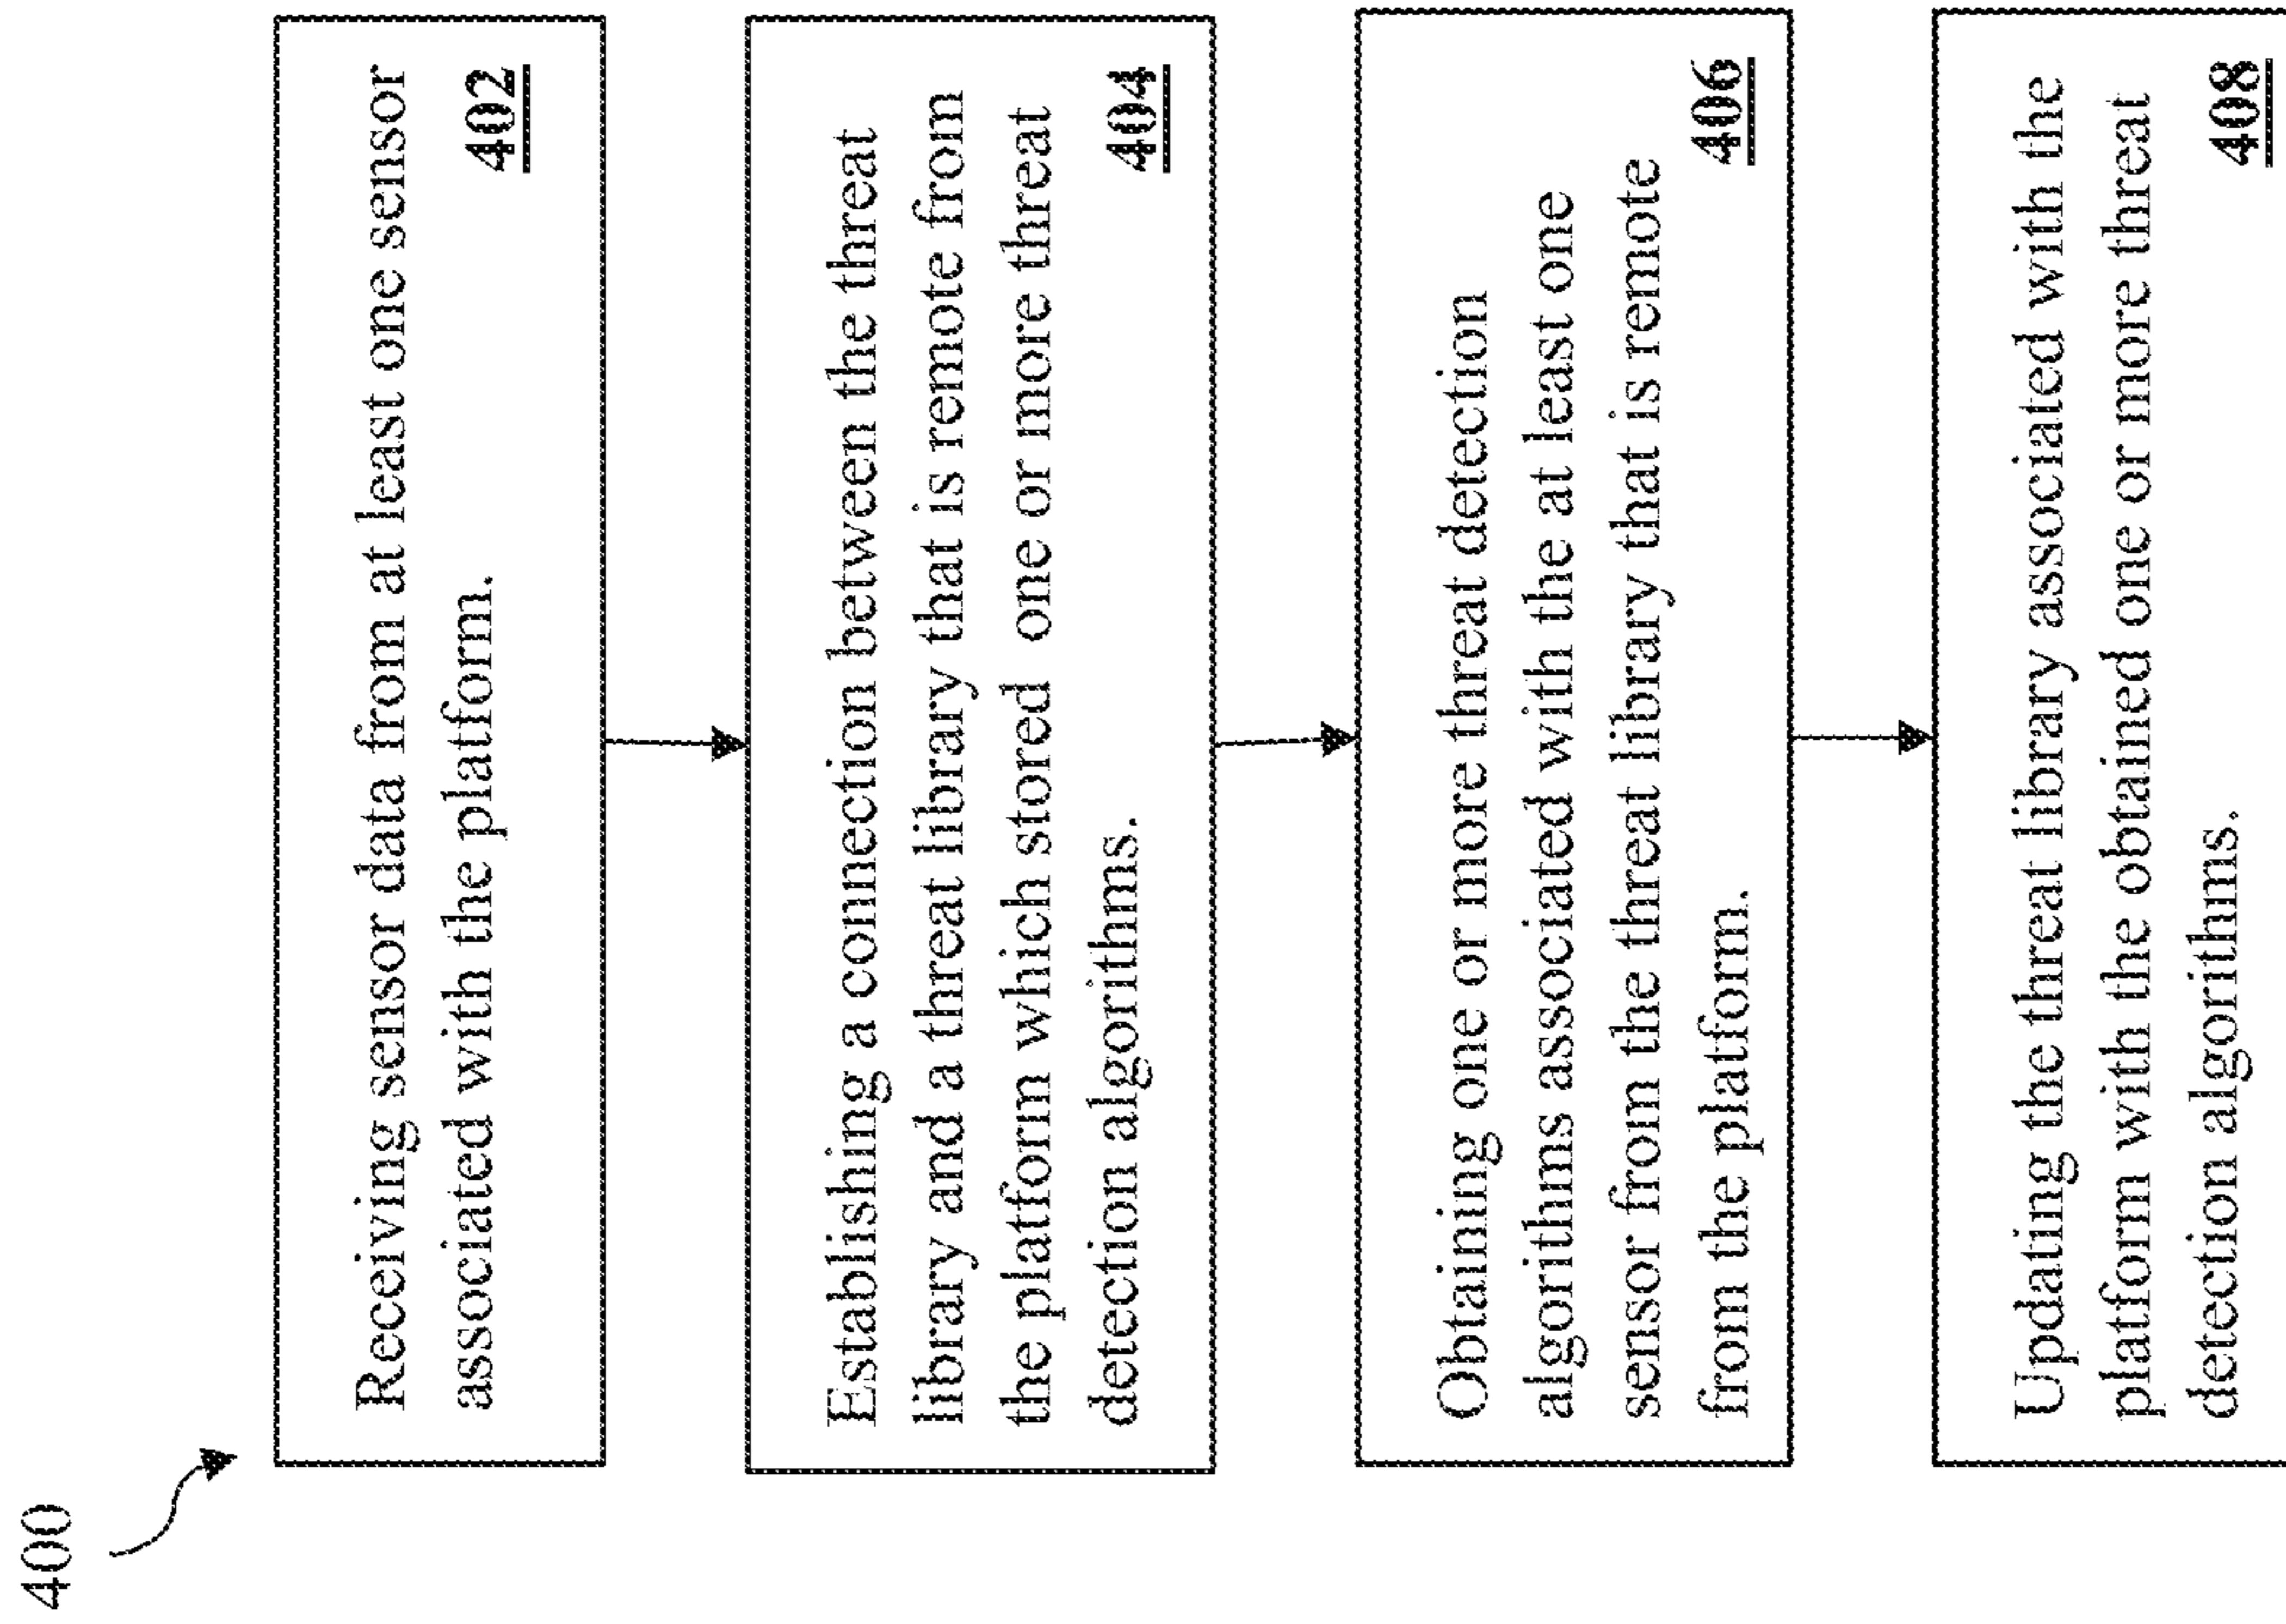 400
Receiving sensor data from at least one sensor
associated with the platform.
402
Establishing a connection between the threat
library and a threat library that is remote from
the platform which stored one or more threat
detection algorithms.
404
Obtaining one or more threat detection
algorithms associated with the at least one
sensor from the threat library that is remote
from the platform.
406
Updating the threat library associated with the
platform with the obtained one or more threat
detection algorithms.
408